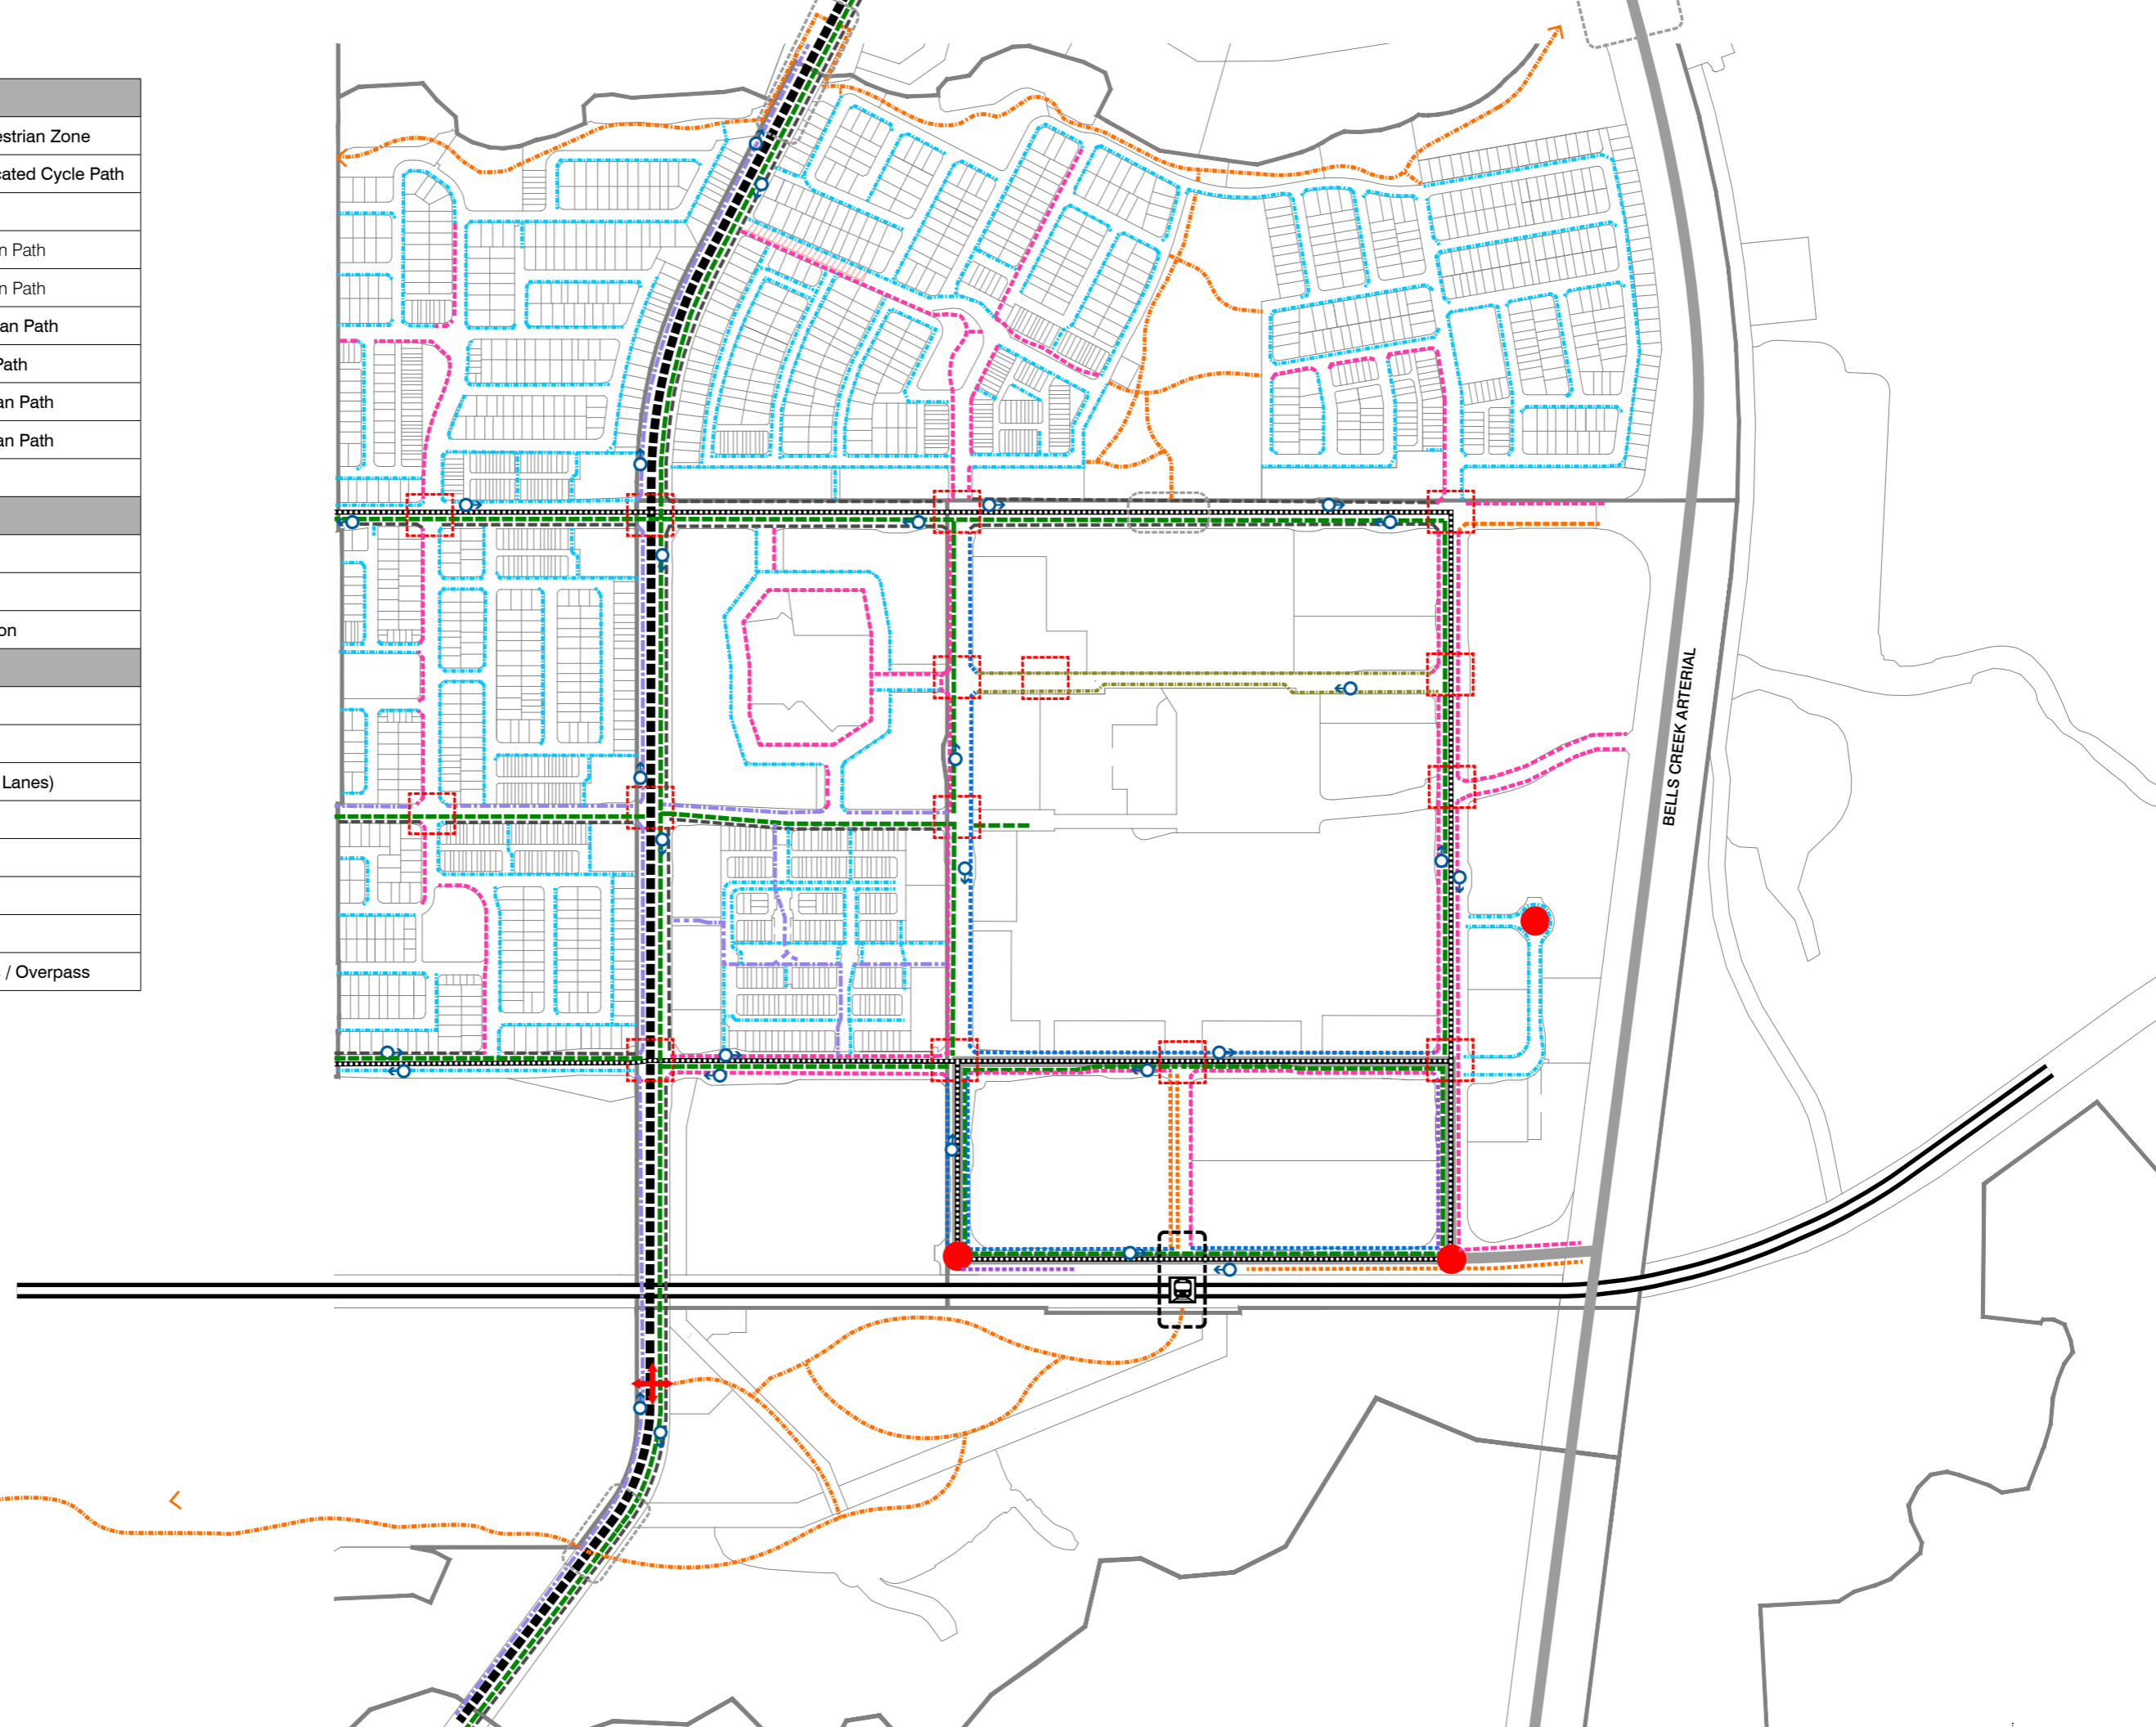 estrian Zone
cated Cycle Path
n Path
n Path
an Path
Path
an Path
an Path
on
Lanes)
/ Overpass
BELLS CREEK ARTERIAL